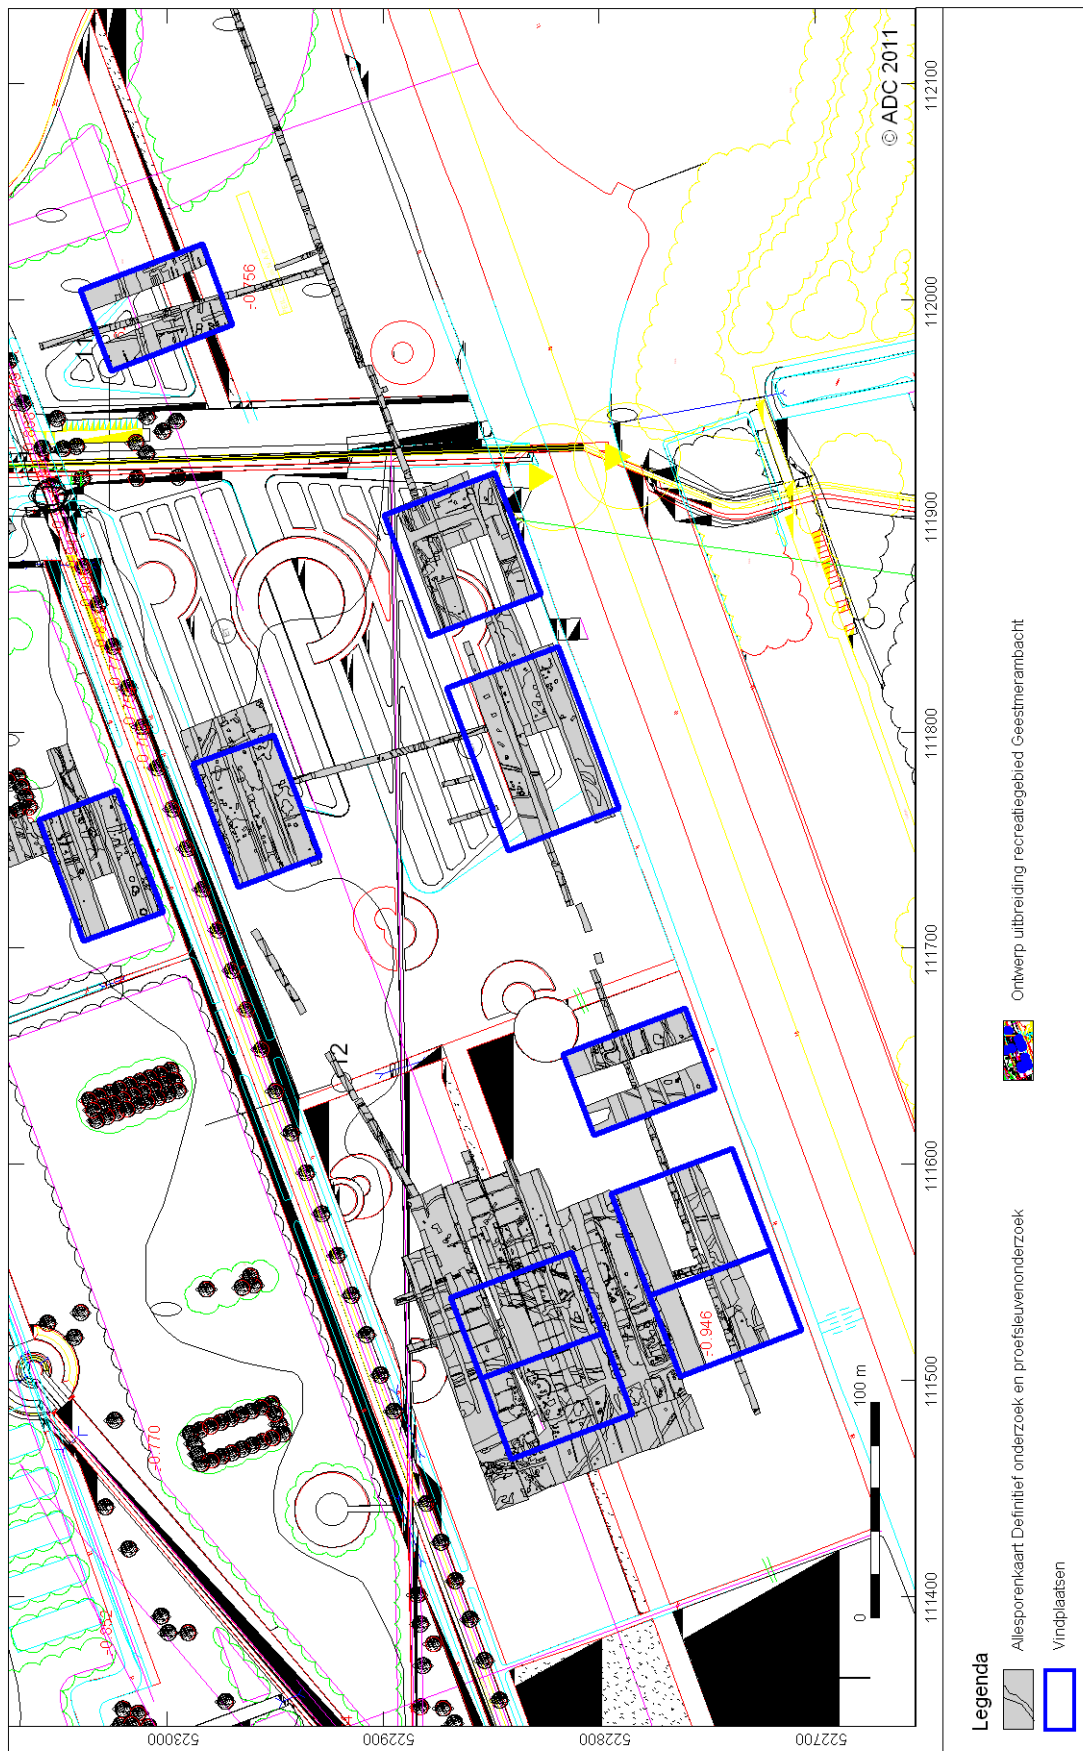 © ADC 2011
112100
112000
111900
111800
111700
111600
111500
111400
523000
522900
522800
522700
-0.756
-0.946
-0.770
12
0
100 m
Legenda
Allesporenkaart Definitief onderzoek en proefsleuvenonderzoek
Vindplaatsen
Ontwerp uitbreiding recreatiegebied Geestmerambacht